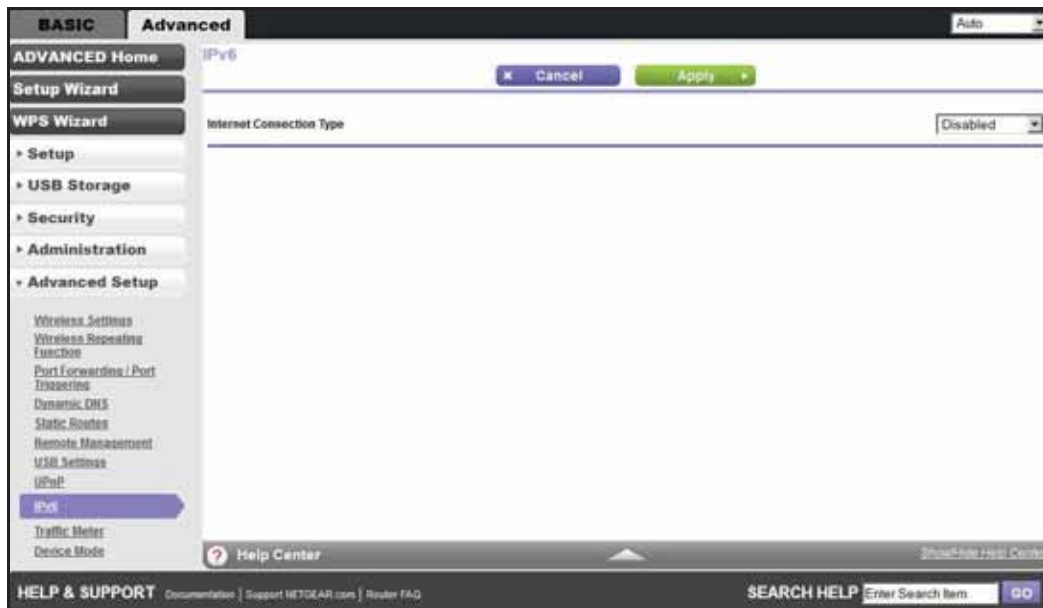 BASIC
Advanced
Auto
ADVANCED Home
Setup Wizard
WPS Wizard
Setup
USB Storage
Security
Administration
Advanced Setup
Wireless Settings
Wireless Repeating
Function
Port Forwarding / Port
Triggering
Dynamic DNS
Static Routes
Remote Management
USB Settings
UPnP
IPv6
Traffic Meter
Device Mode
IPv6
Cancel
Apply
Internet Connection Type
Disabled
Help Center
Show/Hide Help Center
HELP & SUPPORT Documentation | Support NETGEAR.com | Router FAQ
SEARCH HELP Enter Search Item GO